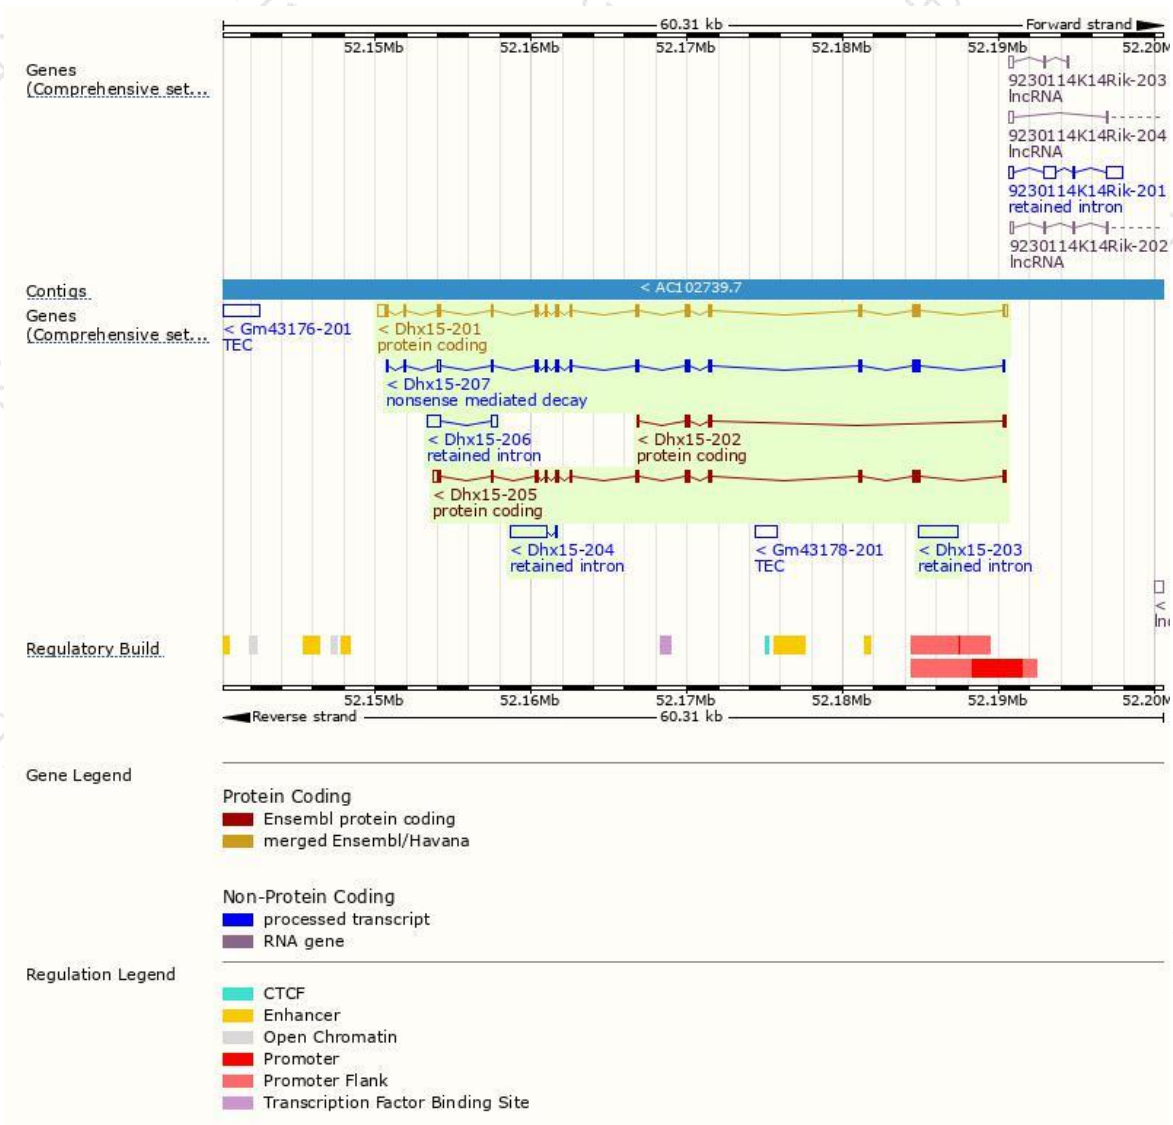 60.31 kb Forward strand
52.15Mb 52.16Mb 52.17Mb 52.18Mb 52.19Mb 52.20M
Genes
(Comprehensive set...
9230114K14Rik-203
lncRNA
9230114K14Rik-204
lncRNA
9230114K14Rik-201
retained intron
9230114K14Rik-202
lncRNA
Contigs
< AC102739.7
Genes
(Comprehensive set...
< Gm43176-201
TEC
< Dhx15-201
protein coding
< Dhx15-207
nonsense mediated decay
< Dhx15-206
retained intron
< Dhx15-202
protein coding
< Dhx15-205
protein coding
< Dhx15-204
retained intron
< Gm43178-201
TEC
< Dhx15-203
retained intron
<
lnc
Regulatory Build
52.15Mb 52.16Mb 52.17Mb 52.18Mb 52.19Mb 52.20M
Reverse strand 60.31 kb
Gene Legend
Protein Coding
Ensembl protein coding
merged Ensembl/Havana
Non-Protein Coding
processed transcript
RNA gene
Regulation Legend
CTCF
Enhancer
Open Chromatin
Promoter
Promoter Flank
Transcription Factor Binding Site